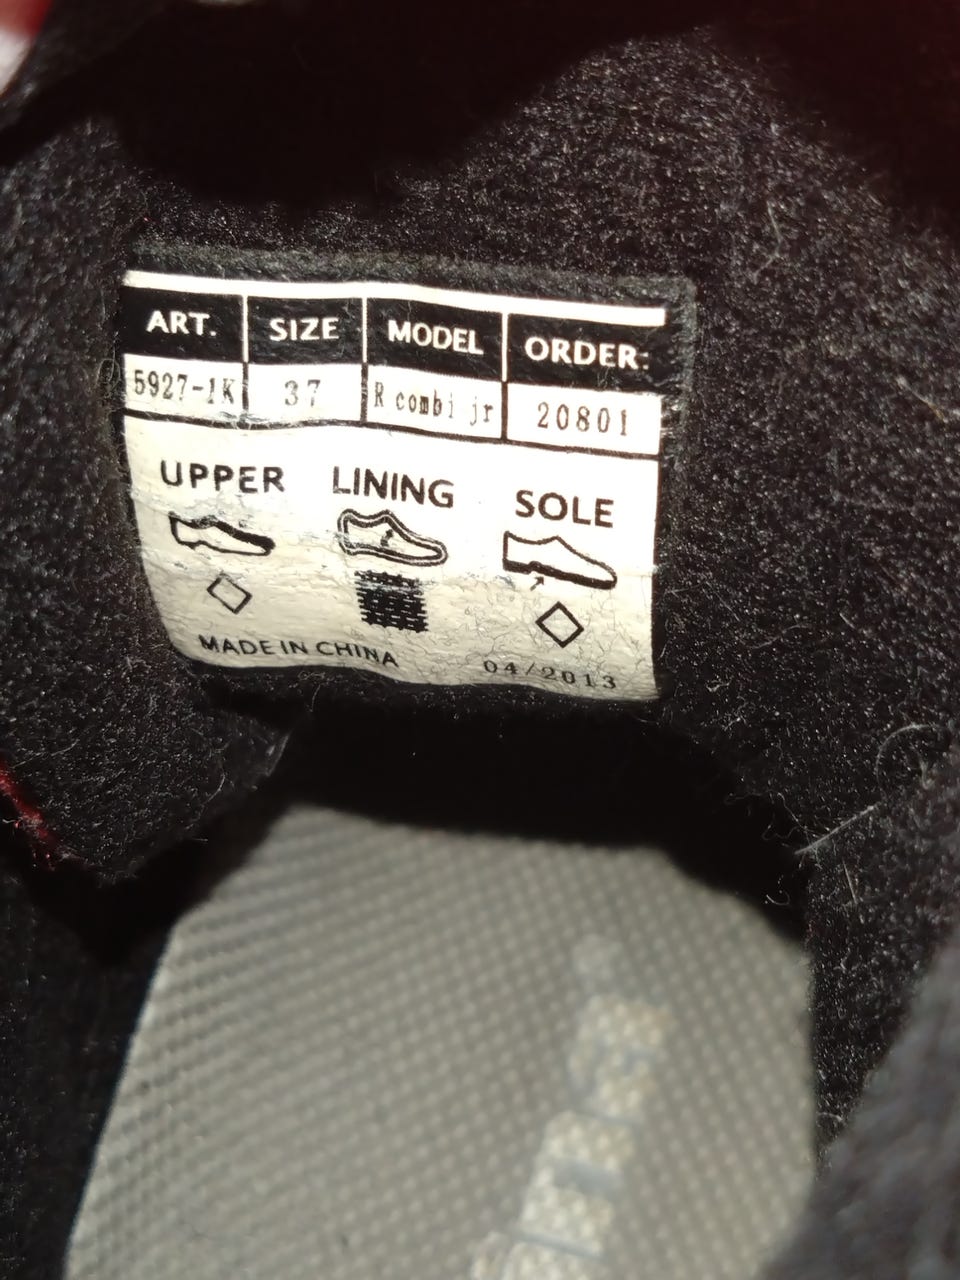 ART. SIZE MODEL ORDER:
5927-1K 37 R combi jr 20801
UPPER LINING SOLE
MADE IN CHINA 04/2013